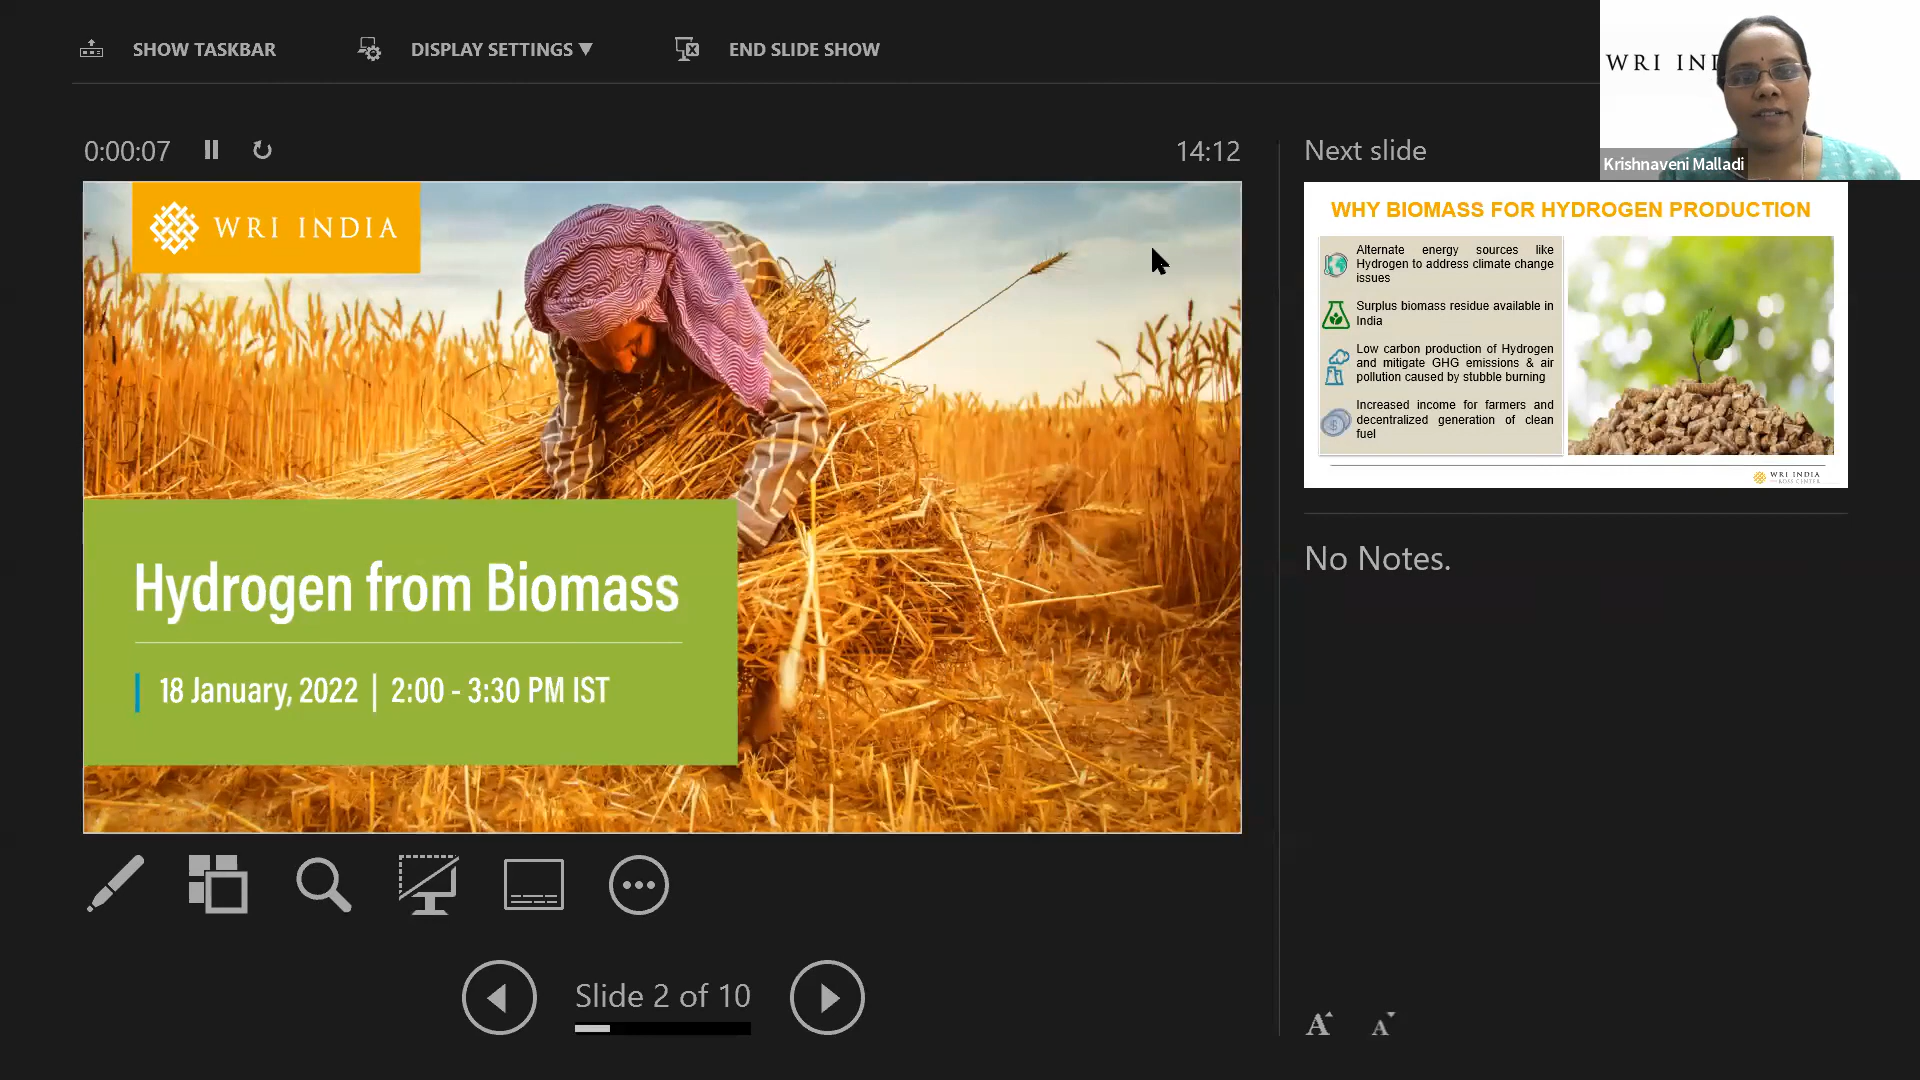 SHOW TASKBAR
DISPLAY SETTINGS ▼
END SLIDE SHOW
WRI INDI
Krishnaveni Malladi
0:00:07
14:12
Next slide
WRI INDIA
Hydrogen from Biomass
18 January, 2022 | 2:00 - 3:30 PM IST
WHY BIOMASS FOR HYDROGEN PRODUCTION
Alternate energy sources like
Hydrogen to address climate change
issues
Surplus biomass residue available in
India
Low carbon production of Hydrogen
and mitigate GHG emissions & air
pollution caused by stubble burning
Increased income for farmers and
decentralized generation of clean
fuel
WRI INDIA
ROSS CENTER
No Notes.
Slide 2 of 10
A A